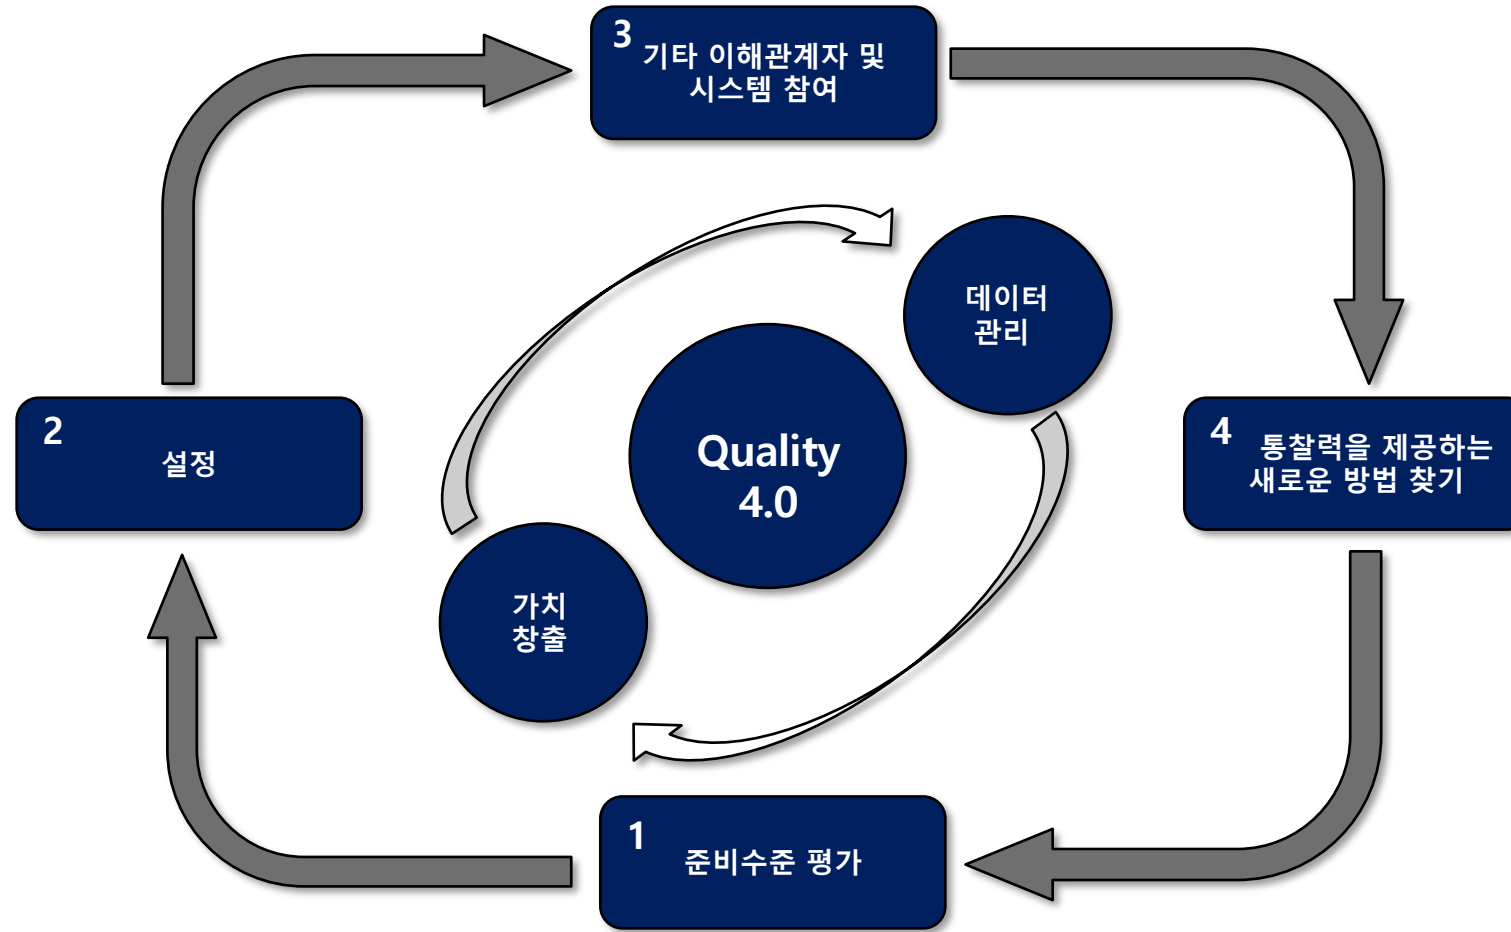 3
기타 이해관계자 및
시스템 참여
데이터
관리
2
설정
Quality
4.0
4
통찰력을 제공하는
새로운 방법 찾기
가치
창출
1
준비수준 평가